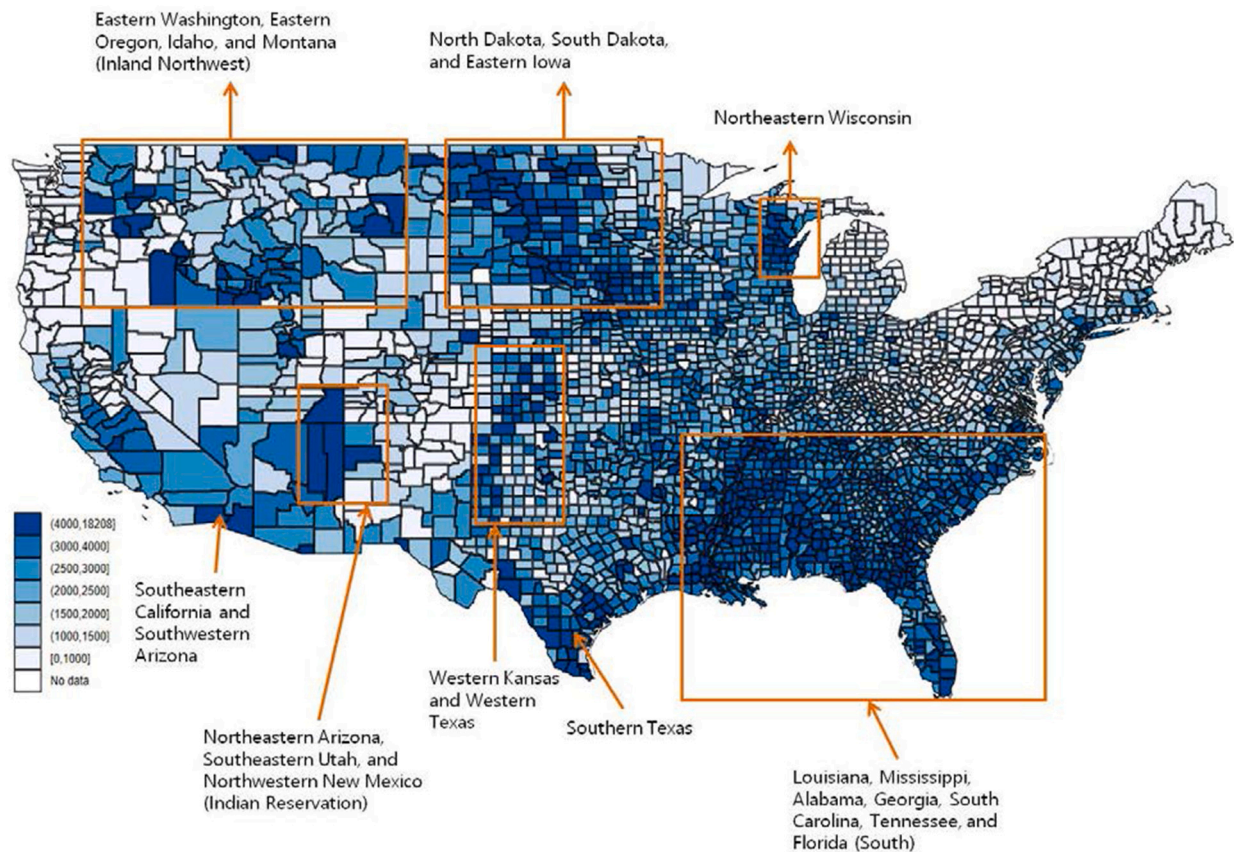 Eastern Washington, Eastern
Oregon, Idaho, and Montana
(Inland Northwest)
North Dakota, South Dakota,
and Eastern Iowa
Northeastern Wisconsin
(4000,18208]
(3000,4000]
(2500,3000]
(2000,2500]
(1500,2000]
(1000,1500]
[0,1000]
No data
Southeastern
California and
Southwestern
Arizona
Northeastern Arizona,
Southeastern Utah, and
Northwestern New Mexico
(Indian Reservation)
Western Kansas
and Western
Texas
Southern Texas
Louisiana, Mississippi,
Alabama, Georgia, South
Carolina, Tennessee, and
Florida (South)